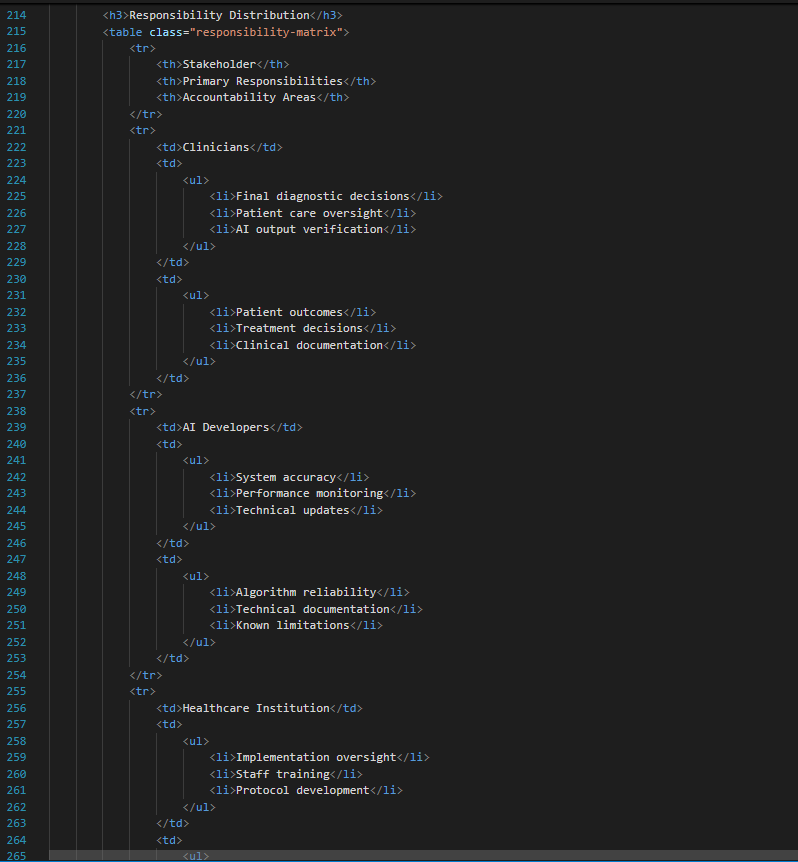 214 <h3>Responsibility Distribution</h3>
215 <table class="responsibility-matrix">
216 <tr>
217 <th>Stakeholder</th>
218 <th>Primary Responsibilities</th>
219 <th>Accountability Areas</th>
220 </tr>
221 <tr>
222 <td>Clinicians</td>
223 <td>
224 <ul>
225 <li>Final diagnostic decisions</li>
226 <li>Patient care oversight</li>
227 <li>AI output verification</li>
228 </ul>
229 </td>
230 <td>
231 <ul>
232 <li>Patient outcomes</li>
233 <li>Treatment decisions</li>
234 <li>Clinical documentation</li>
235 </ul>
236 </td>
237 </tr>
238 <tr>
239 <td>AI Developers</td>
240 <td>
241 <ul>
242 <li>System accuracy</li>
243 <li>Performance monitoring</li>
244 <li>Technical updates</li>
245 </ul>
246 </td>
247 <td>
248 <ul>
249 <li>Algorithm reliability</li>
250 <li>Technical documentation</li>
251 <li>Known limitations</li>
252 </ul>
253 </td>
254 </tr>
255 <tr>
256 <td>Healthcare Institution</td>
257 <td>
258 <ul>
259 <li>Implementation oversight</li>
260 <li>Staff training</li>
261 <li>Protocol development</li>
262 </ul>
263 </td>
264 <td>
265 <ul>